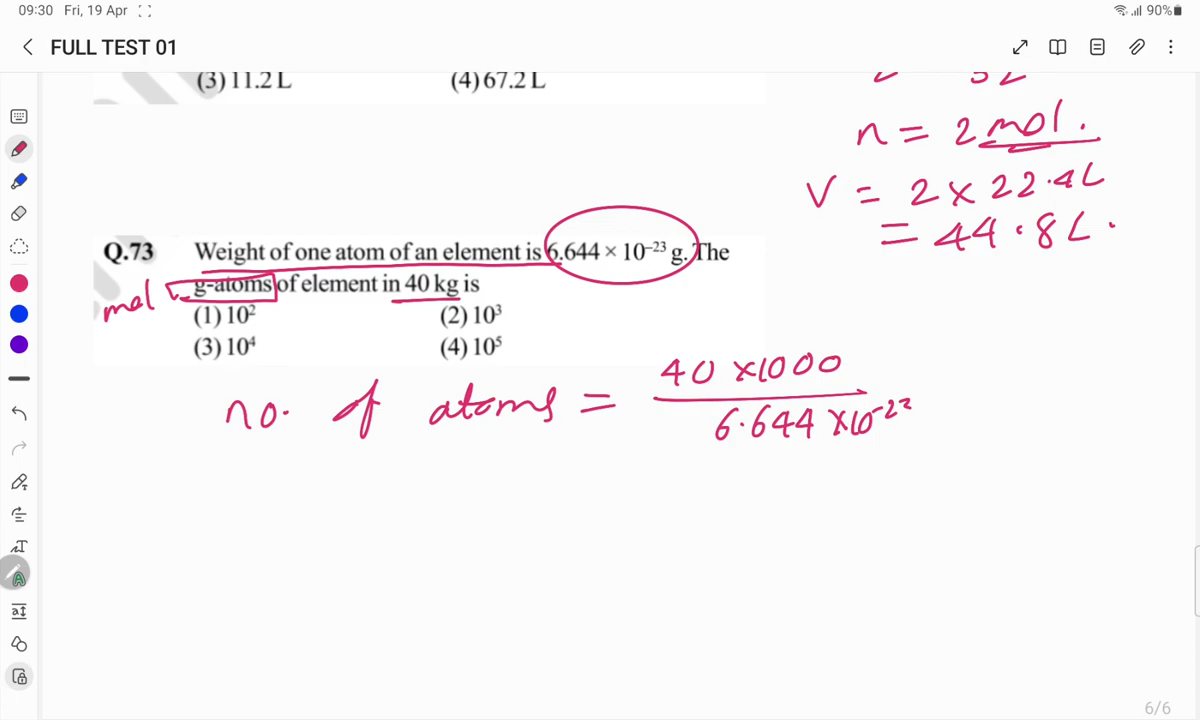 09:30 Fri, 19 Apr
90%
FULL TEST 01
(3) 11.2 L (4) 67.2 L
n = 2 mol.
V = 2 × 22.4L
= 44.8L.
Q.73 Weight of one atom of an element is 6.644 × 10⁻²³ g. The
mol g-atoms of element in 40 kg is
(1) 10² (2) 10³
(3) 10⁴ (4) 10⁵
no. of atoms = 40 ×1000
6.644 ×10⁻²³
6/6